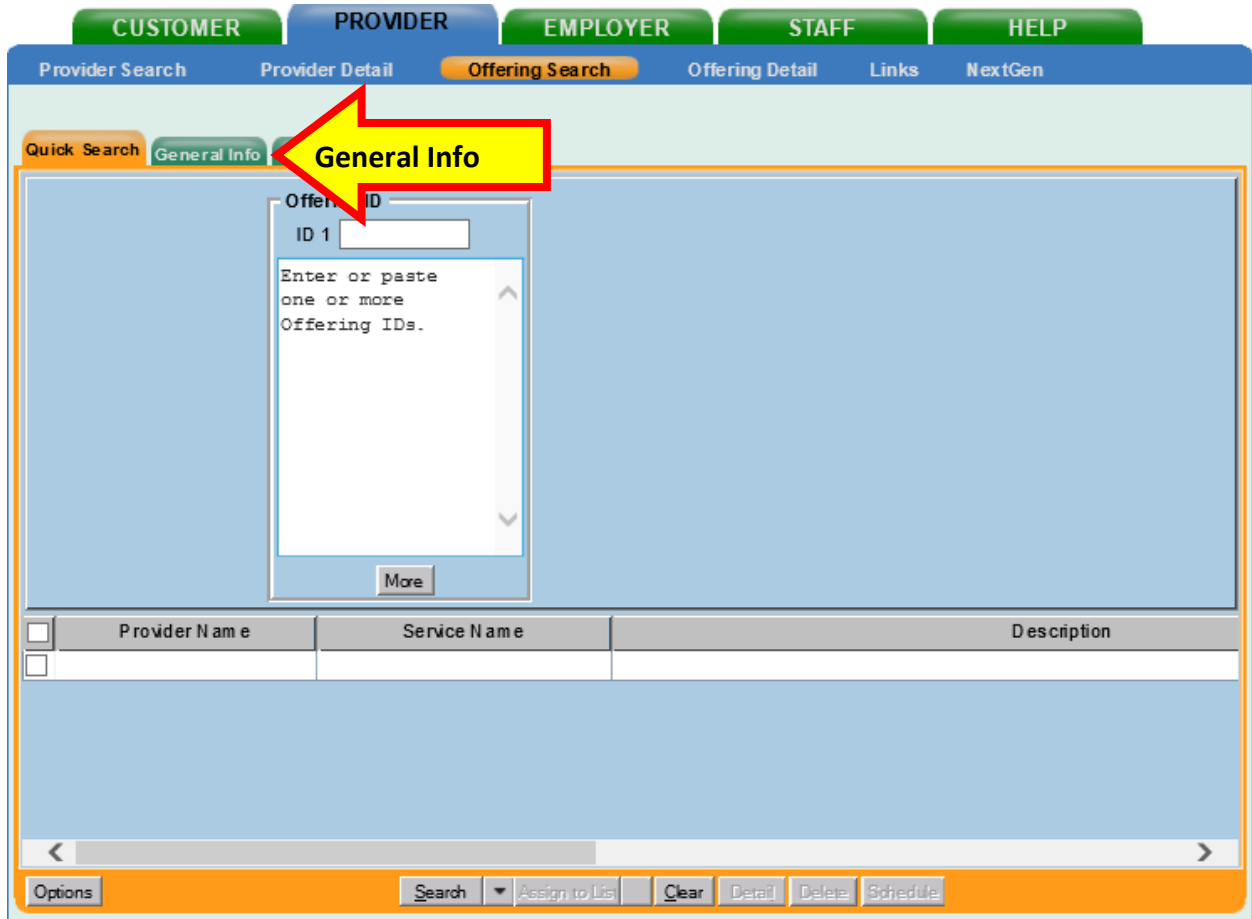 CUSTOMER PROVIDER EMPLOYER STAFF HELP
Provider Search Provider Detail Offering Search Offering Detail Links NextGen
Quick Search General Info General Info
Offering ID
ID 1
Enter or paste
one or more
Offering IDs.
More
Provider Name Service Name Description
Options Search Assign to List Clear Detail Delete Schedule